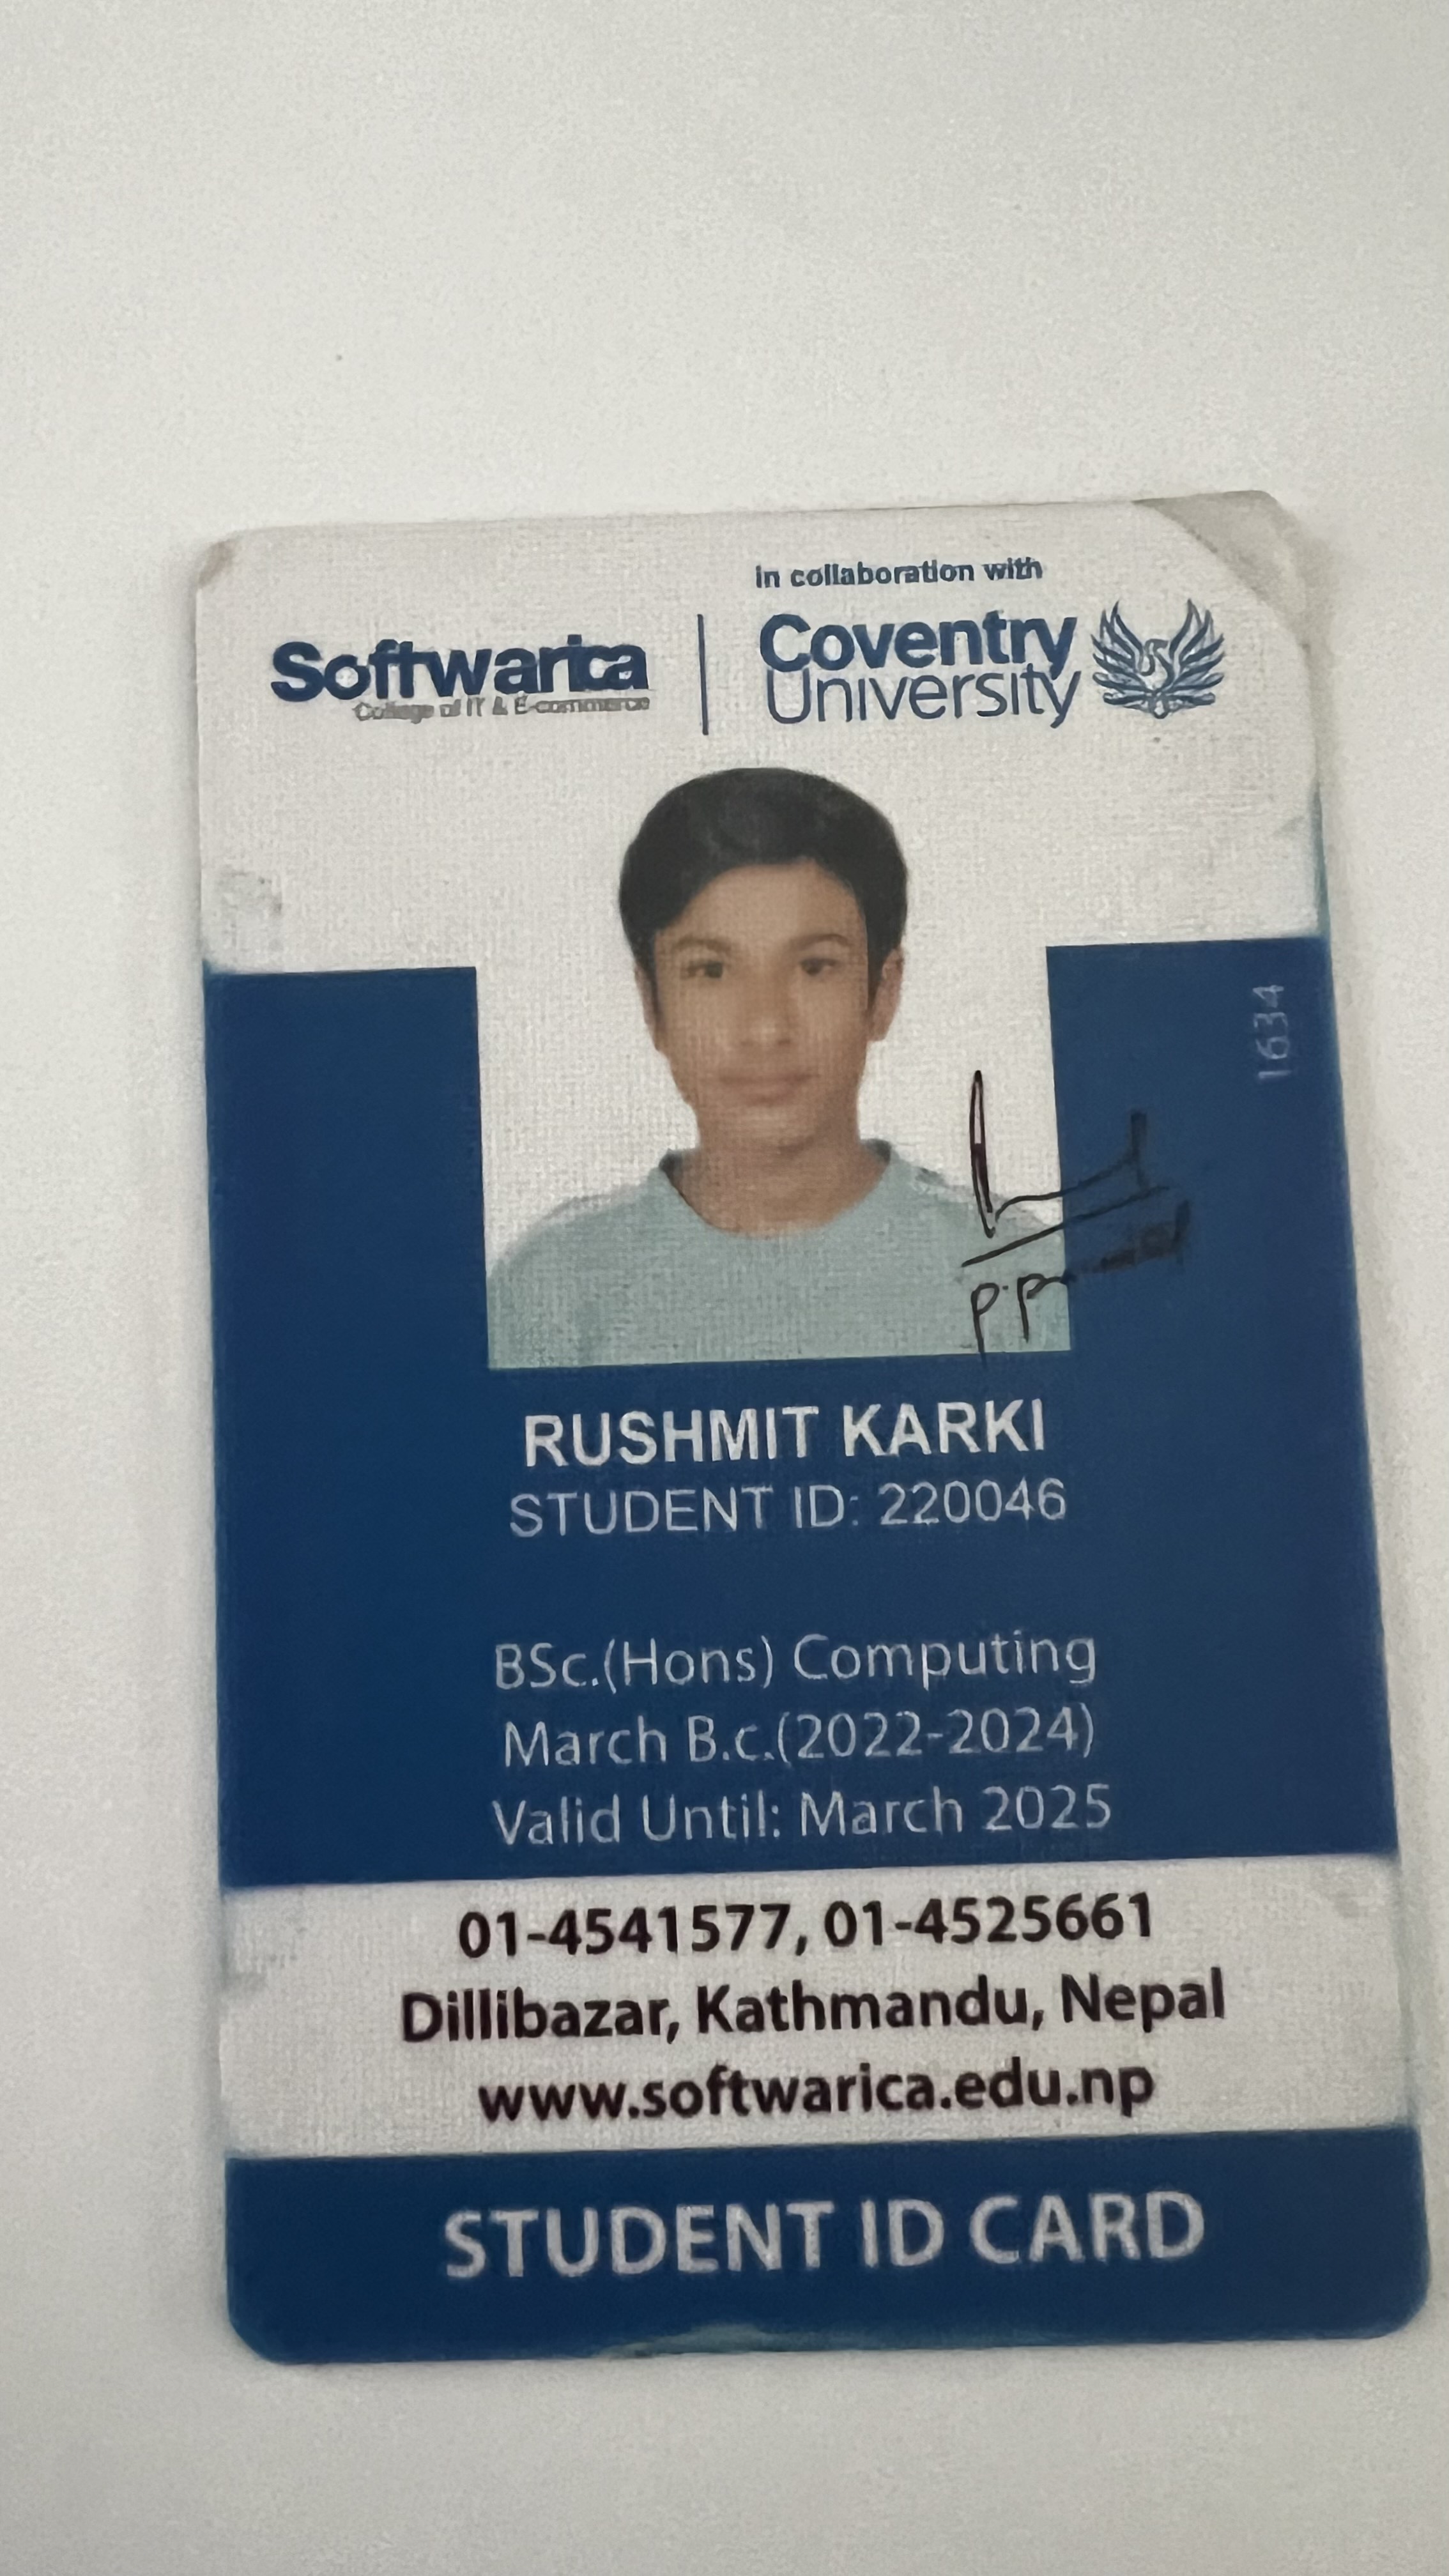 in collaboration with
Softwarica
College of IT & E-commerce
Coventry
University
1634
P.P
RUSHMIT KARKI
STUDENT ID: 220046
BSc.(Hons) Computing
March B.c.(2022-2024)
Valid Until: March 2025
01-4541577, 01-4525661
Dillibazar, Kathmandu, Nepal
www.softwarica.edu.np
STUDENT ID CARD